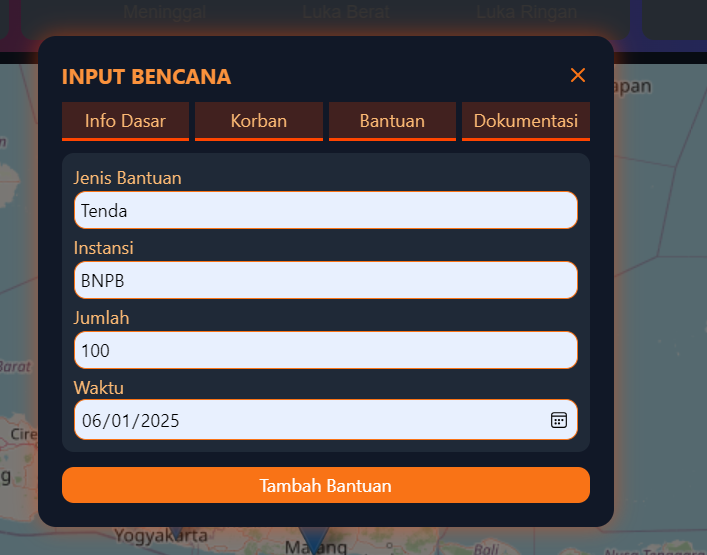 Meninggal Luka Berat Luka Ringan
INPUT BENCANA
apan
Info Dasar Korban Bantuan Dokumentasi
Jenis Bantuan
Tenda
Instansi
BNPB
Jumlah
100
Barat
Waktu
06/01/2025
Cire
Tambah Bantuan
Yogyakarta
Malang
Bali
Nusa Tenggara